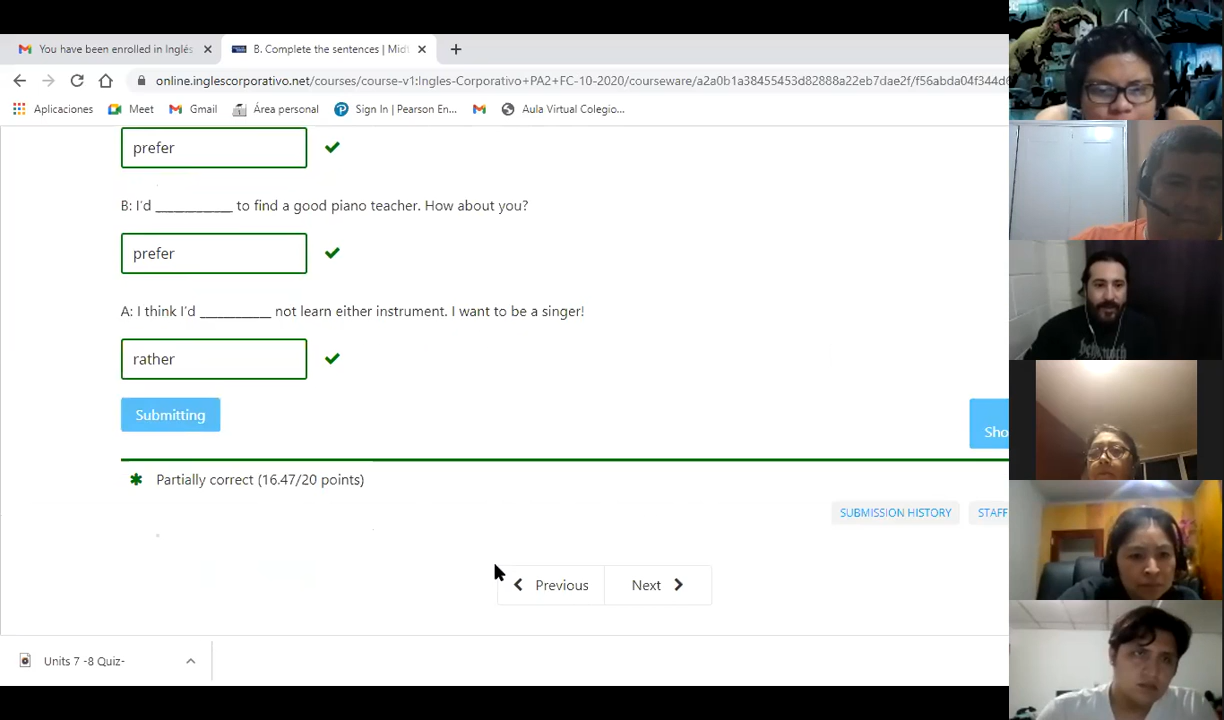 You have been enrolled in Inglés
B. Complete the sentences | Midt
online.inglescorporativo.net/courses/course-v1:Ingles-Corporativo+PA2+FC-10-2020/courseware/a2a0b1a38455453d82888a22eb7dae2f/f56abda04f344d
Aplicaciones Meet Gmail Área personal Sign In | Pearson En... Aula Virtual Colegio...
prefer
B: I'd ____________ to find a good piano teacher. How about you?
prefer
A: I think I'd ___________ not learn either instrument. I want to be a singer!
rather
Submitting
Sho
Partially correct (16.47/20 points)
SUBMISSION HISTORY STAFF
Previous Next
Units 7 -8 Quiz-